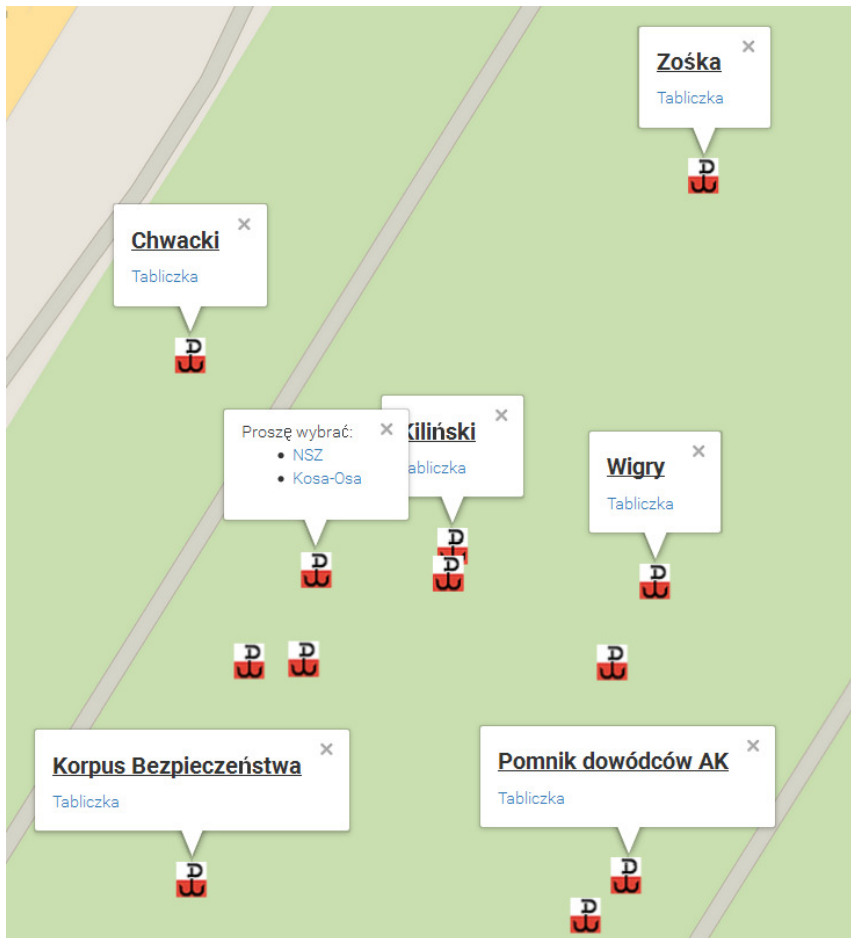 Zośka
Tabliczka
Chwacki
Tabliczka
Proszę wybrać:
• NSZ
• Kosa-Osa
Kiliński
Tabliczka
Wigry
Tabliczka
Korpus Bezpieczeństwa
Tabliczka
Pomnik dowódców AK
Tabliczka